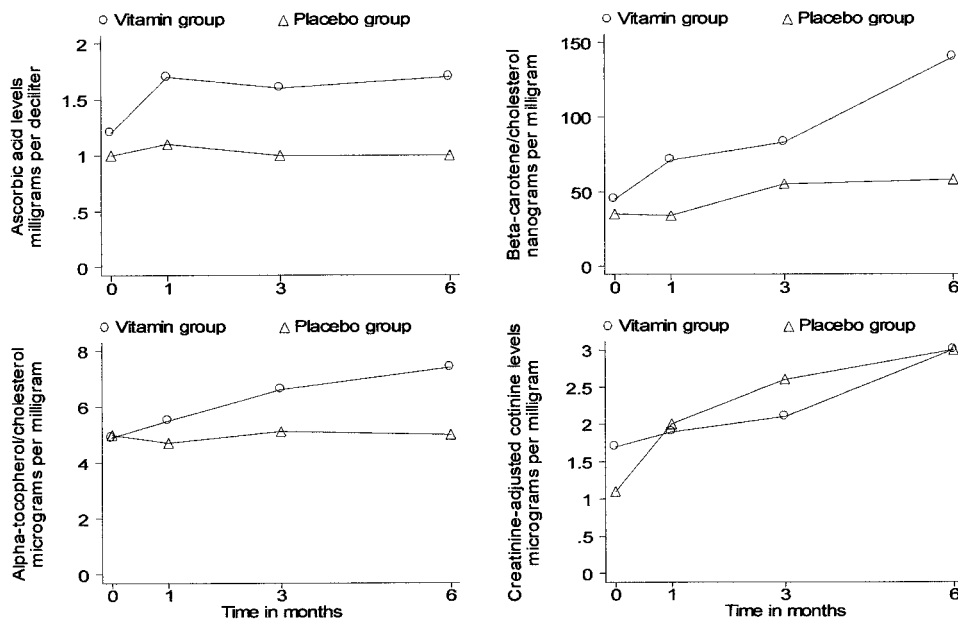 Vitamin group Placebo group
Ascorbic acid levels
milligrams per deciliter
2
1.5
1
.5
0
0 1 3 6
Vitamin group Placebo group
Beta-carotene/cholesterol
nanograms per milligram
150
100
50
0
0 1 3 6
Vitamin group Placebo group
Alpha-tocopherol/cholesterol
micrograms per milligram
8
6
4
2
0
0 1 3 6
Time in months
Vitamin group Placebo group
Creatinine-adjusted cotinine levels
micrograms per milligram
3
2.5
2
1.5
1
.5
0
0 1 3 6
Time in months